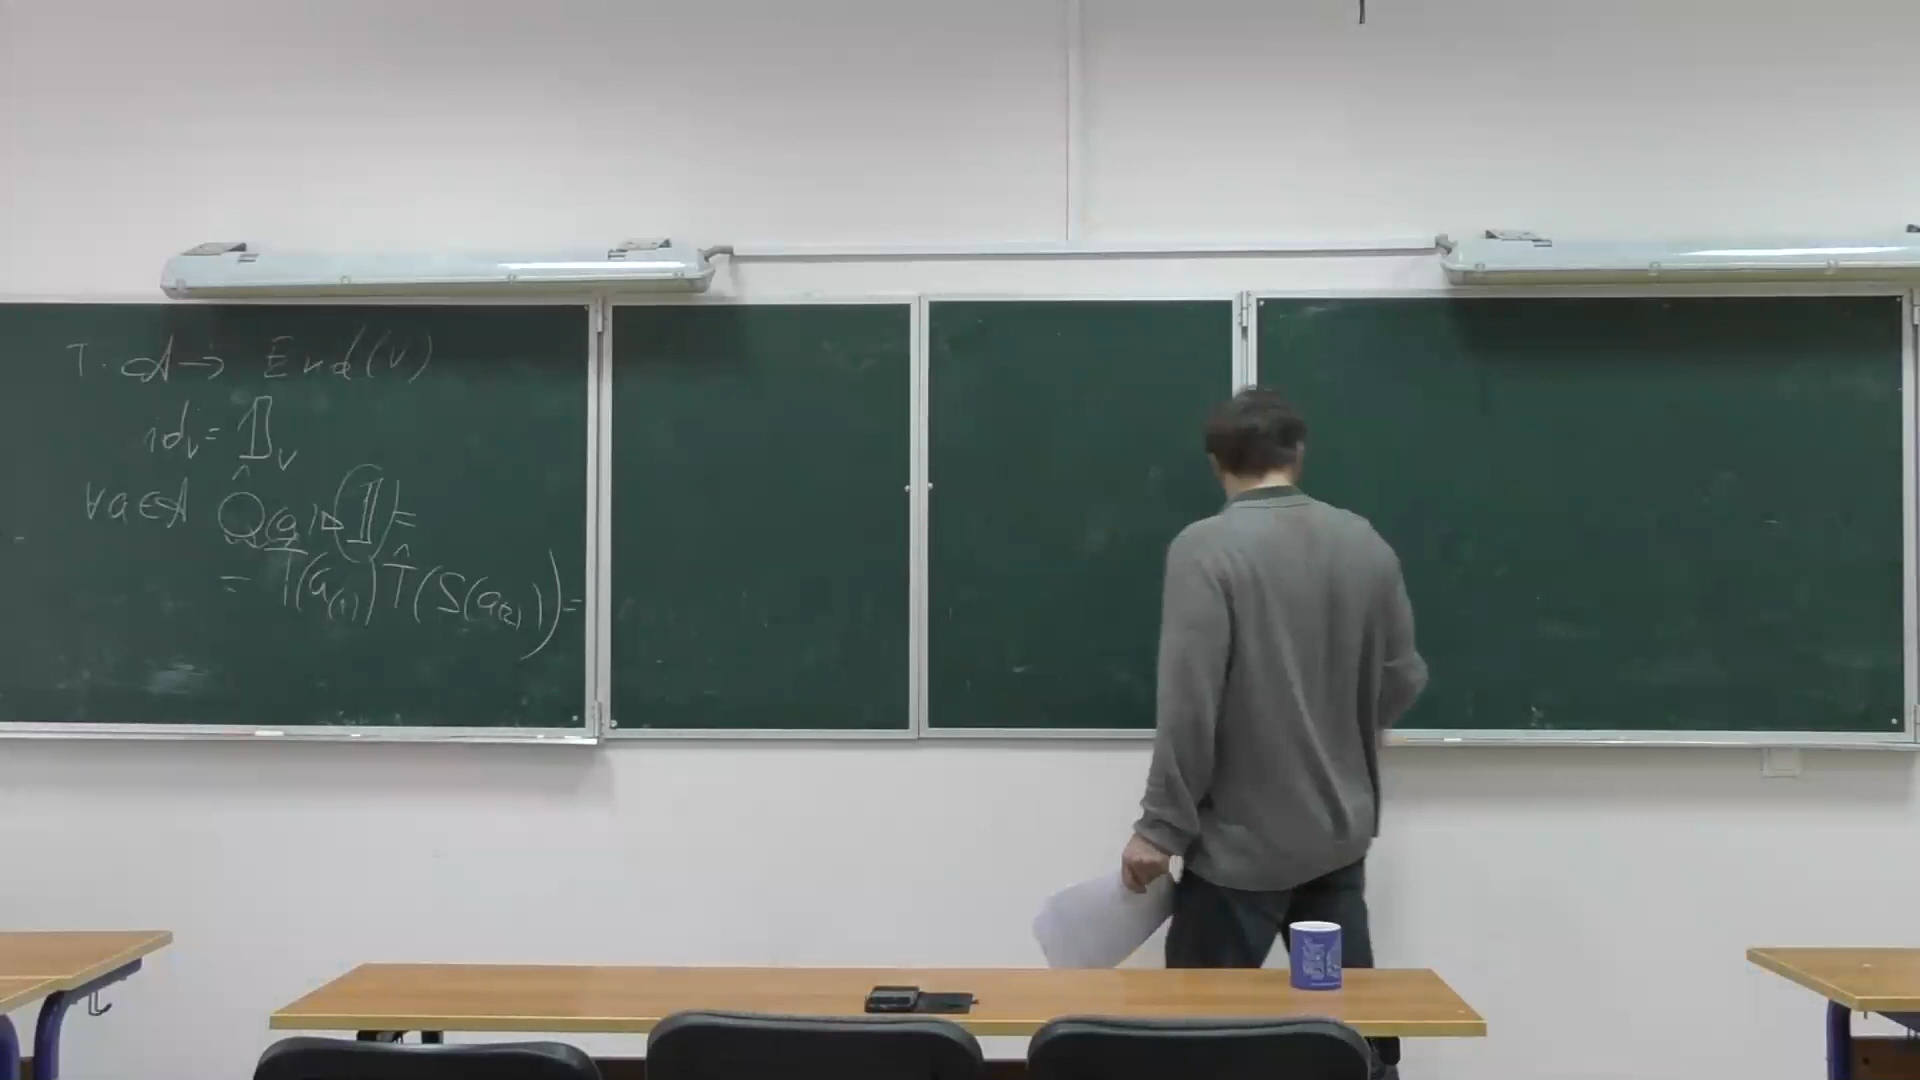 T: 𝒜 → End(V)
id_V = 𝟙_V
∀a∈𝒜 Q̂(a)▷𝟙 =
= T̂(a_(1)) T̂(S(a_(2))) =